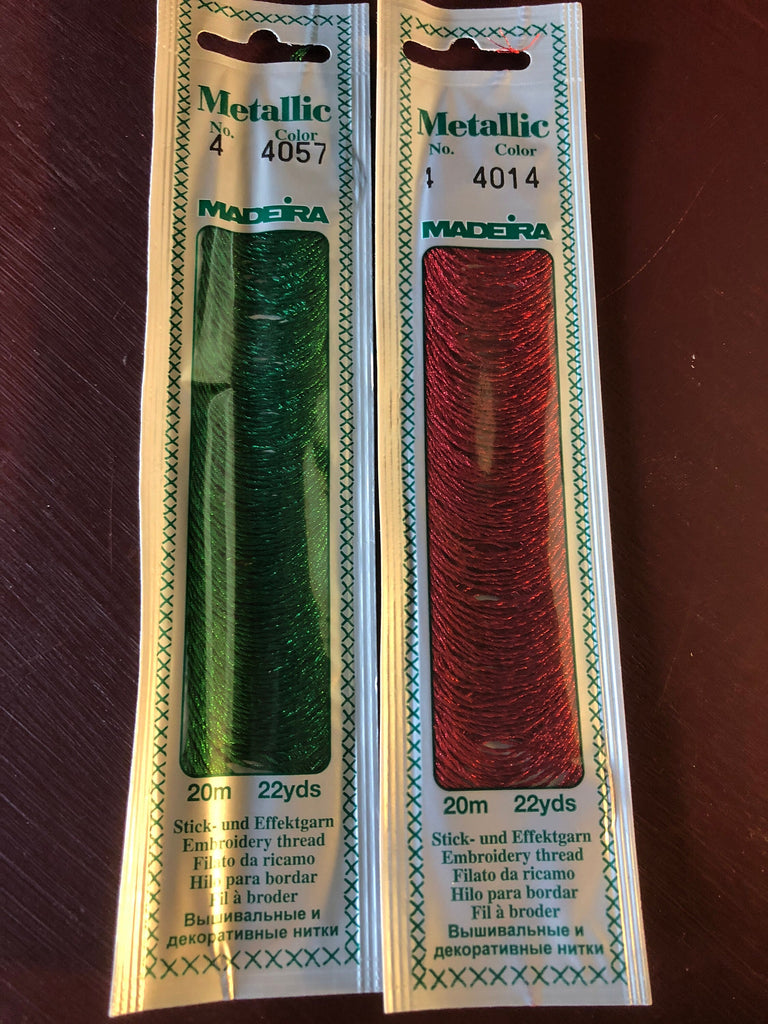 Metallic
No. Color
4 4057
MADEIRA
20m 22yds
Stick- und Effektgarn
Embroidery thread
Filato da ricamo
Hilo para bordar
Fil à broder
Вышивальные и
декоративные нитки
Metallic
No. Color
4 4014
MADEIRA
20m 22yds
Stick- und Effektgarn
Embroidery thread
Filato da ricamo
Hilo para bordar
Fil à broder
Вышивальные и
декоративные нитки